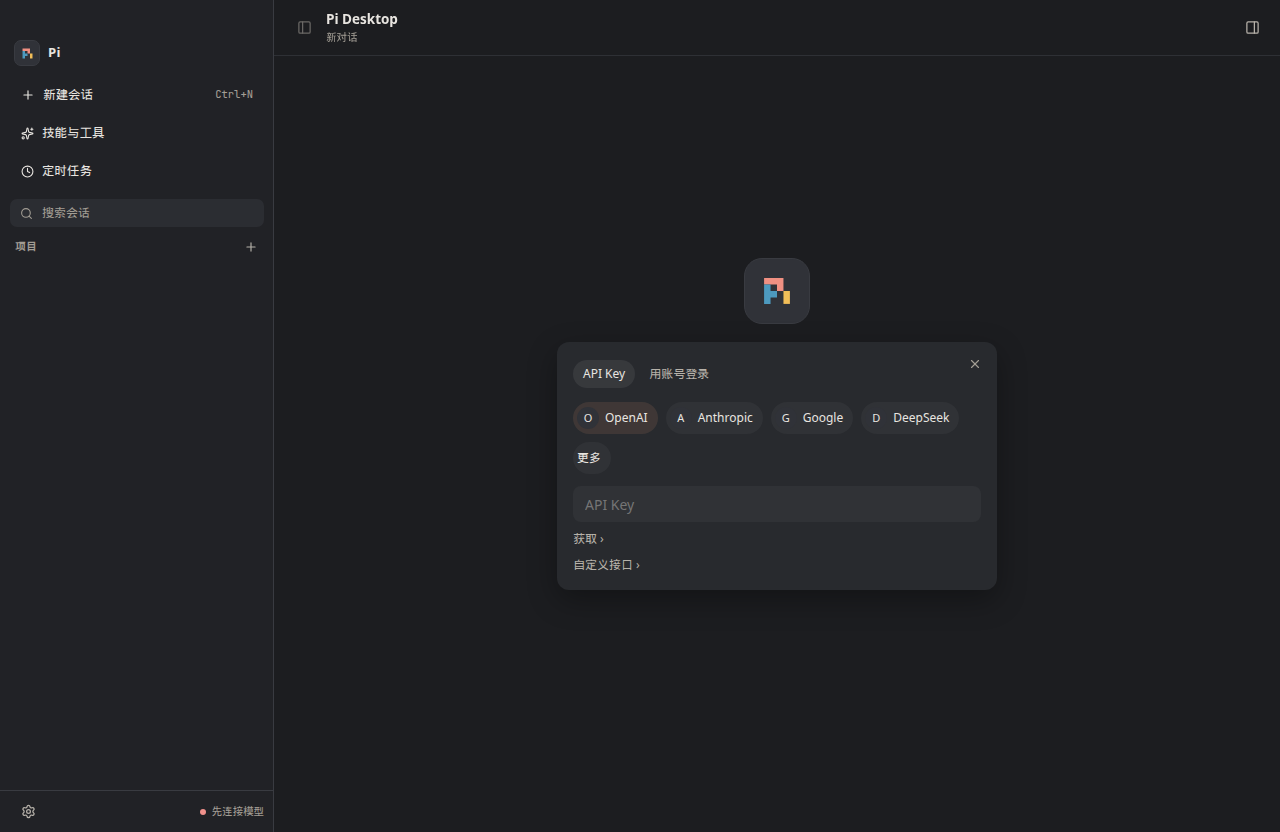 Pi Desktop
新对话
Pi
新建会话 Ctrl+N
技能与工具
定时任务
搜索会话
项目
API Key 用账号登录
O OpenAI A Anthropic G Google D DeepSeek
更多
API Key
获取 ›
自定义接口 ›
先连接模型